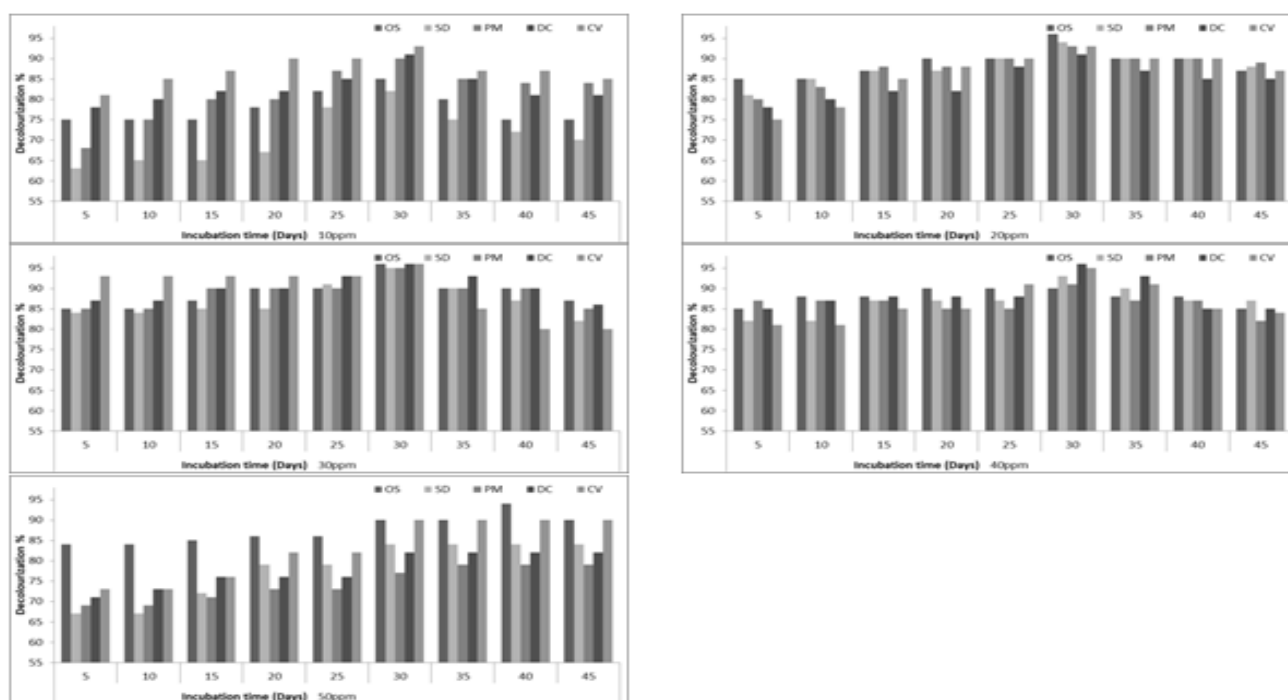 OS SD PM DC CV
95
90
85
80
75
70
65
60
55
Decolourization %
5 10 15 20 25 30 35 40 45
Incubation time (Days) 10ppm
OS SD PM DC CV
95
90
85
80
75
70
65
60
55
Decolourization %
5 10 15 20 25 30 35 40 45
Incubation time (Days) 20ppm
OS SD PM DC CV
95
90
85
80
75
70
65
60
55
Decolourization %
5 10 15 20 25 30 35 40 45
Incubation time (Days) 30ppm
OS SD PM DC CV
95
90
85
80
75
70
65
60
55
Decolourization %
5 10 15 20 25 30 35 40 45
Incubation time (Days) 40ppm
OS SD PM DC CV
95
90
85
80
75
70
65
60
55
Decolourization %
5 10 15 20 25 30 35 40 45
Incubation time (Days) 50ppm